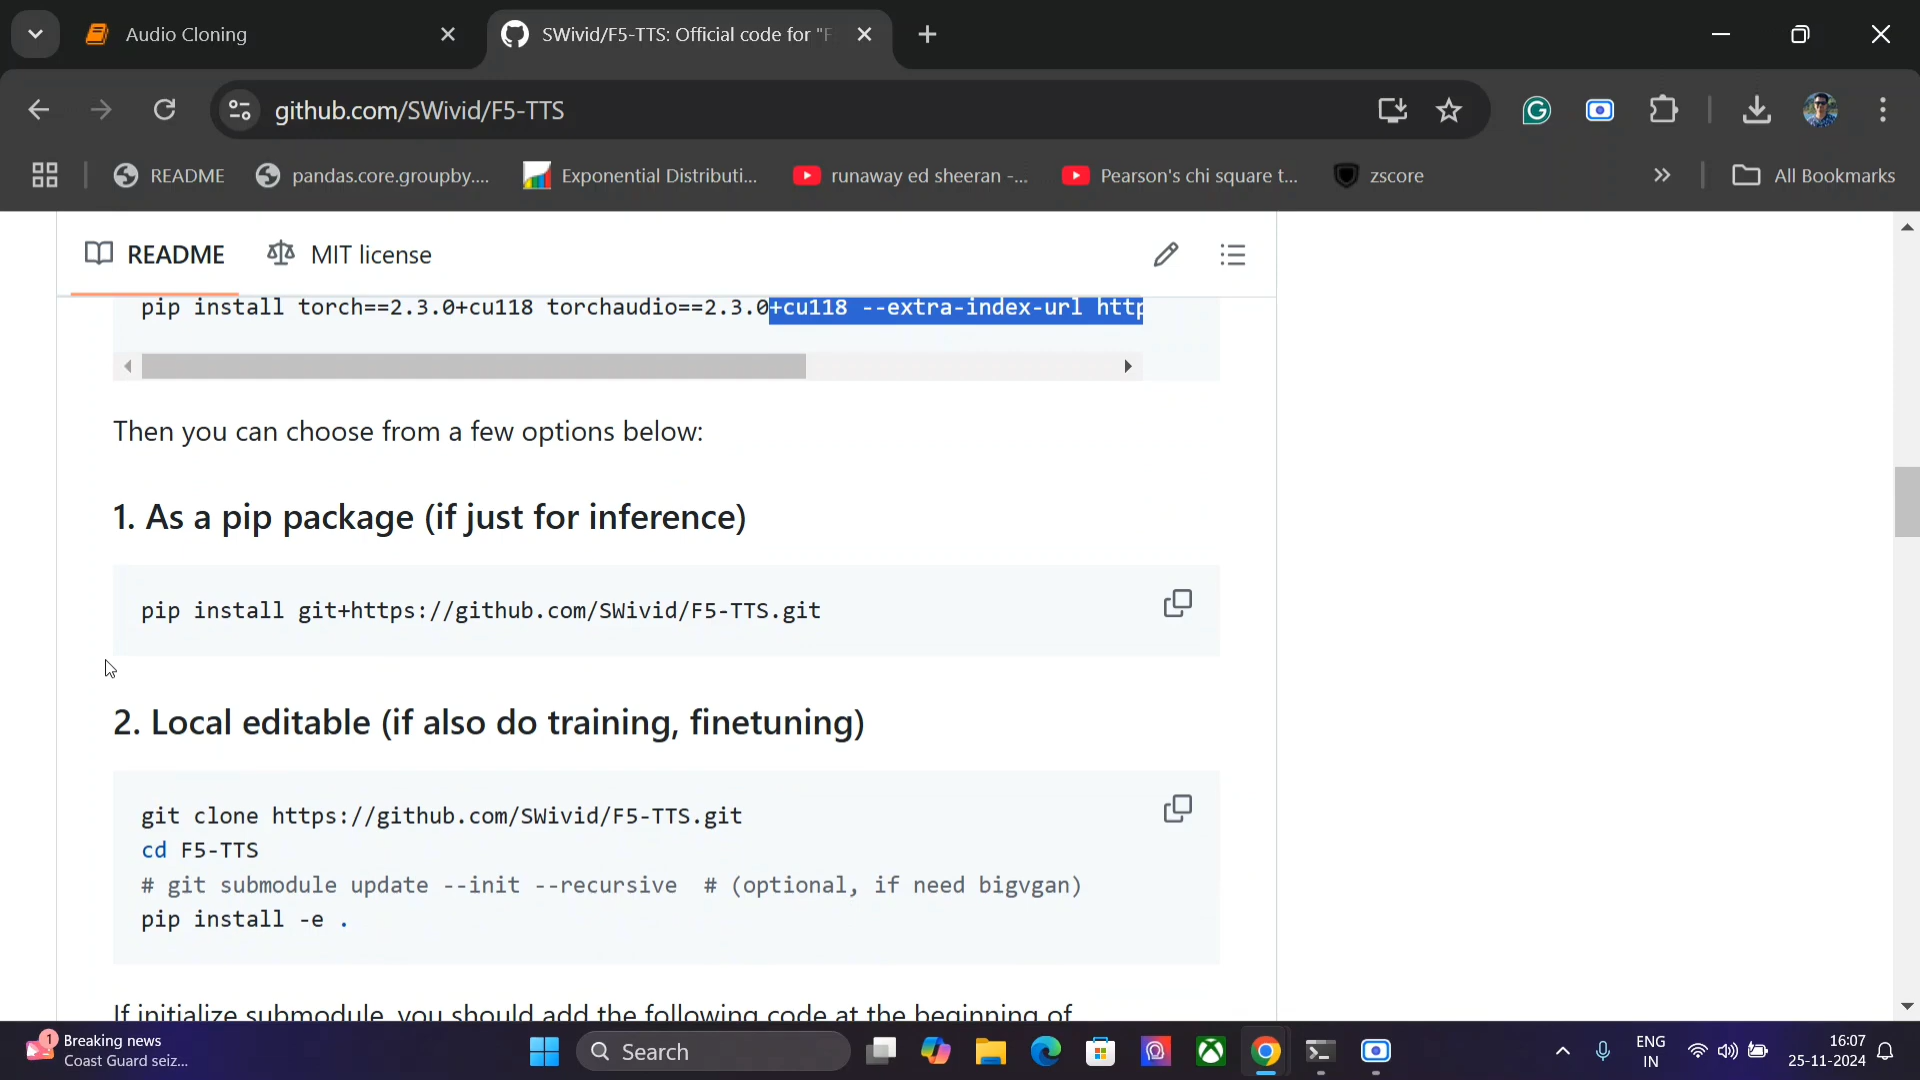 Audio Cloning
SWivid/F5-TTS: Official code for "F
github.com/SWivid/F5-TTS
README
pandas.core.groupby....
Exponential Distributi...
runaway ed sheeran -...
Pearson's chi square t...
zscore
All Bookmarks
README
MIT license
pip install torch==2.3.0+cu118 torchaudio==2.3.0+cu118 --extra-index-url http
Then you can choose from a few options below:
1. As a pip package (if just for inference)
pip install git+https://github.com/SWivid/F5-TTS.git
2. Local editable (if also do training, finetuning)
git clone https://github.com/SWivid/F5-TTS.git
cd F5-TTS
# git submodule update --init --recursive  # (optional, if need bigvgan)
pip install -e .
If initialize submodule, you should add the following code at the beginning of
1
Breaking news
Coast Guard seiz...
Search
ENG
IN
16:07
25-11-2024